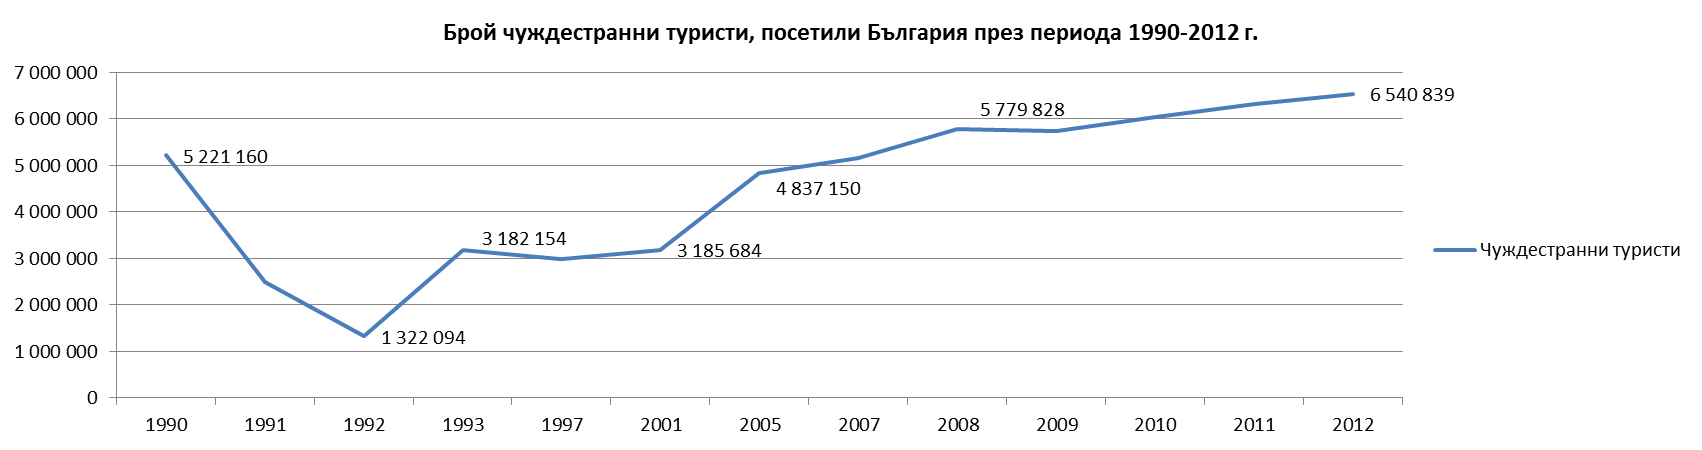 Брой чуждестранни туристи, посетили България през периода 1990-2012 г.
7 000 000
6 000 000
5 000 000
4 000 000
3 000 000
2 000 000
1 000 000
0
5 221 160
1 322 094
3 182 154
3 185 684
4 837 150
5 779 828
6 540 839
Чуждестранни туристи
1990 1991 1992 1993 1997 2001 2005 2007 2008 2009 2010 2011 2012